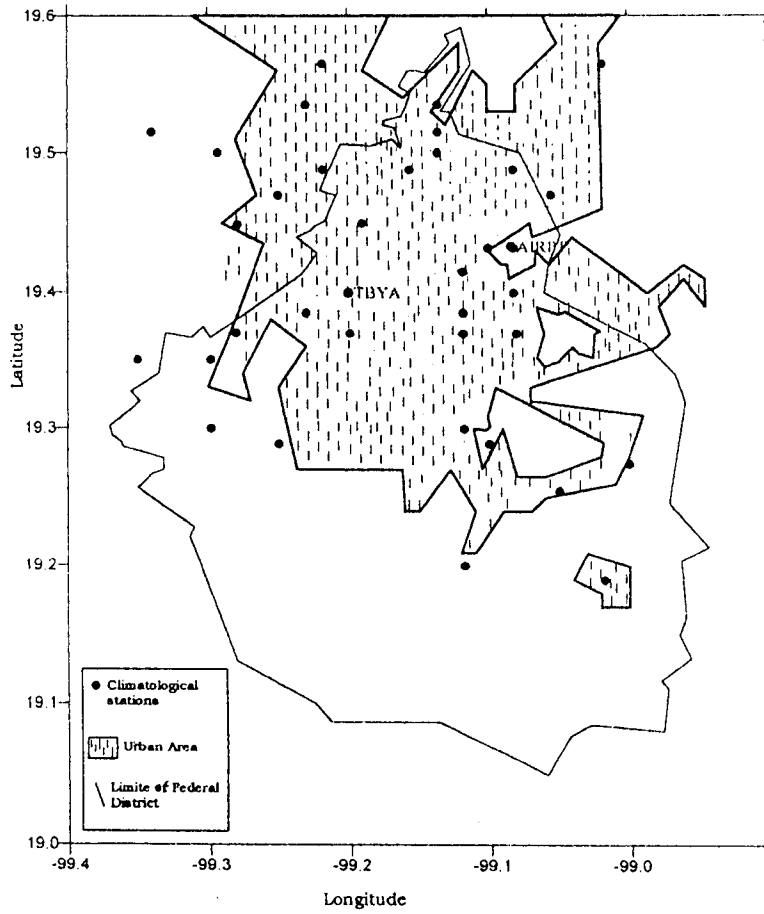 19.6
19.5
19.4
19.3
19.2
19.1
19.0
Latitude
TBYA
Climatological
stations
Urban Area
Limite of Federal
District
-99.4
-99.3
-99.2
-99.1
-99.0
Longitude